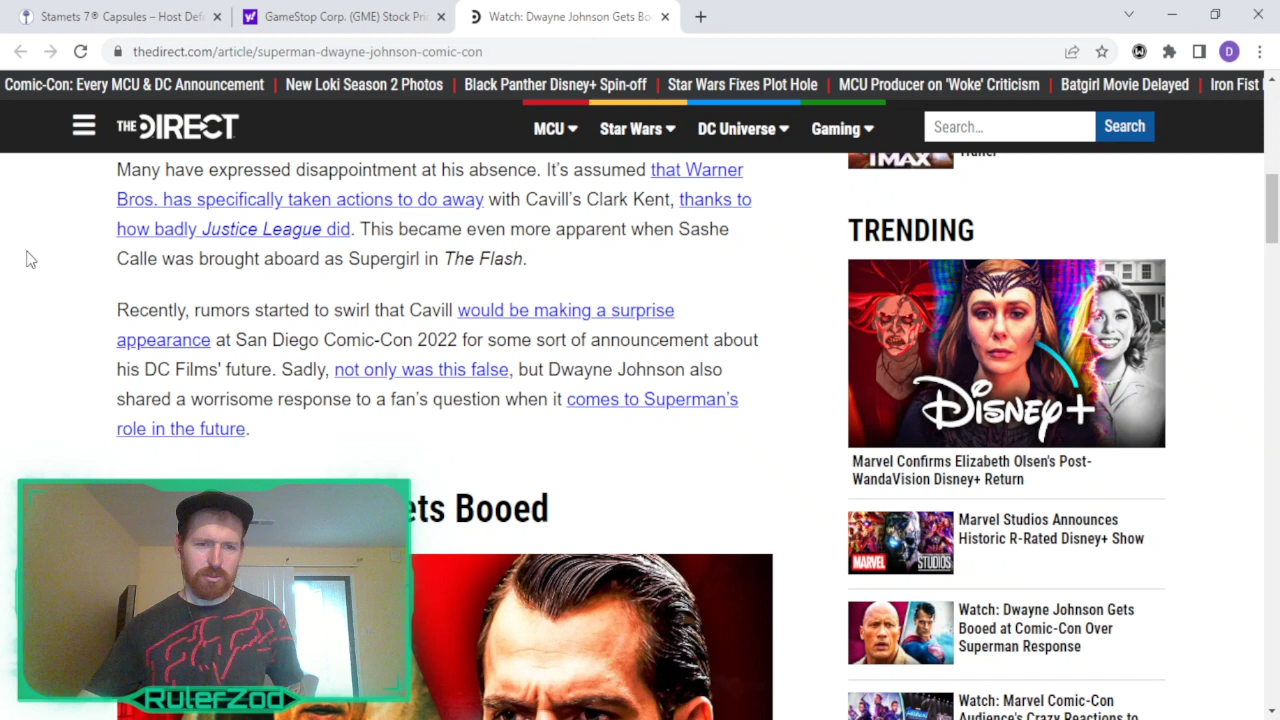 Stamets 7® Capsules – Host Def
GameStop Corp. (GME) Stock Pri
Watch: Dwayne Johnson Gets Bo
thedirect.com/article/superman-dwayne-johnson-comic-con
D
Comic-Con: Every MCU & DC Announcement | New Loki Season 2 Photos | Black Panther Disney+ Spin-off | Star Wars Fixes Plot Hole | MCU Producer on 'Woke' Criticism | Batgirl Movie Delayed | Iron Fist
THE DIRECT
MCU Star Wars DC Universe Gaming
Search... Search
Many have expressed disappointment at his absence. It's assumed that Warner
Bros. has specifically taken actions to do away with Cavill's Clark Kent, thanks to
how badly Justice League did. This became even more apparent when Sashe
Calle was brought aboard as Supergirl in The Flash.
Recently, rumors started to swirl that Cavill would be making a surprise
appearance at San Diego Comic-Con 2022 for some sort of announcement about
his DC Films' future. Sadly, not only was this false, but Dwayne Johnson also
shared a worrisome response to a fan's question when it comes to Superman's
role in the future.
ets Booed
RulerZod
IMAX
Trailer
TRENDING
Disney+
Marvel Confirms Elizabeth Olsen's Post-
WandaVision Disney+ Return
MARVEL STUDIOS
Marvel Studios Announces
Historic R-Rated Disney+ Show
Watch: Dwayne Johnson Gets
Booed at Comic-Con Over
Superman Response
Watch: Marvel Comic-Con
Audience's Crazy Reactions to